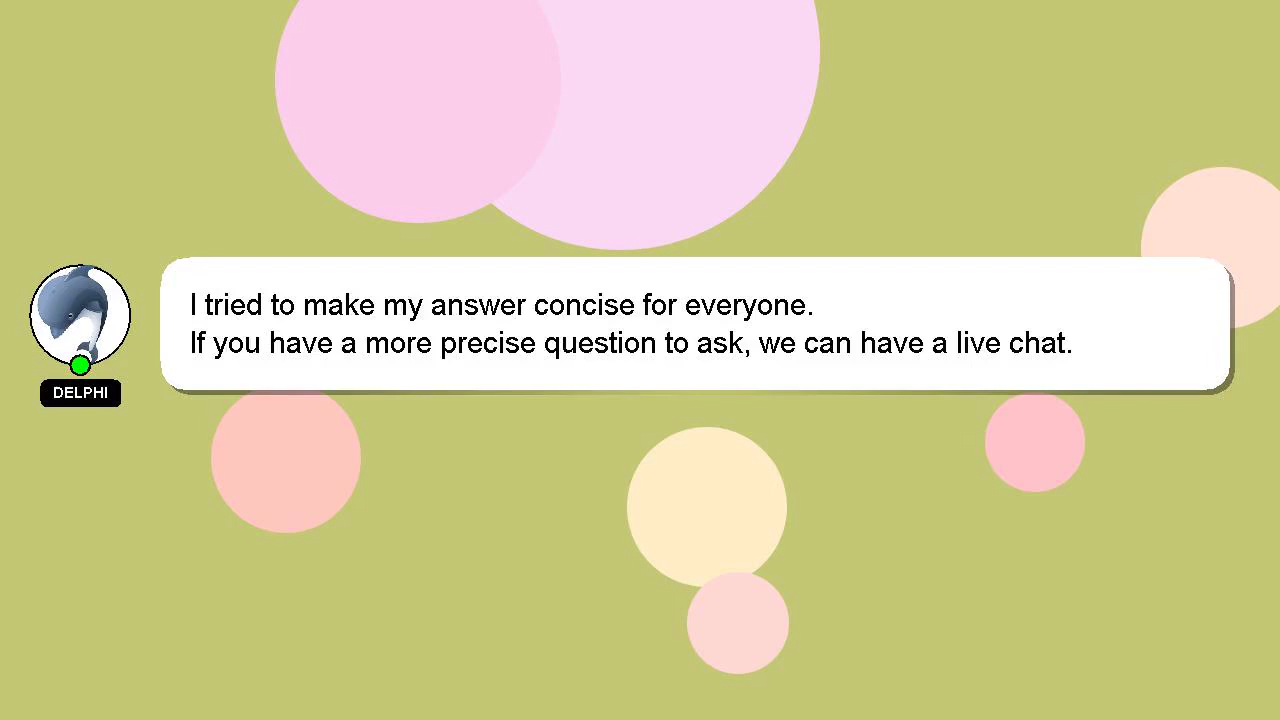 I tried to make my answer concise for everyone.
If you have a more precise question to ask, we can have a live chat.
DELPHI